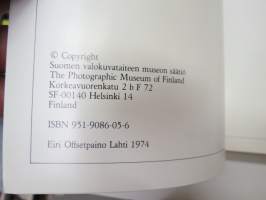 © Copyright
Suomen valokuvataiteen museon säätiö
The Photographic Museum of Finland
Korkeavuorenkatu 2 b F 72
SF-00140 Helsinki 14
Finland
ISBN 951-9086-05-6
Eiri Offsetpaino Lahti 1974